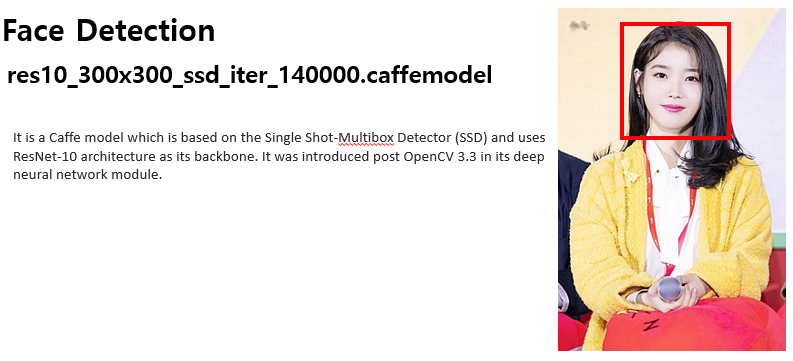 Face Detection
res10_300x300_ssd_iter_140000.caffemodel
It is a Caffe model which is based on the Single Shot-Multibox Detector (SSD) and uses
ResNet-10 architecture as its backbone. It was introduced post OpenCV 3.3 in its deep
neural network module.